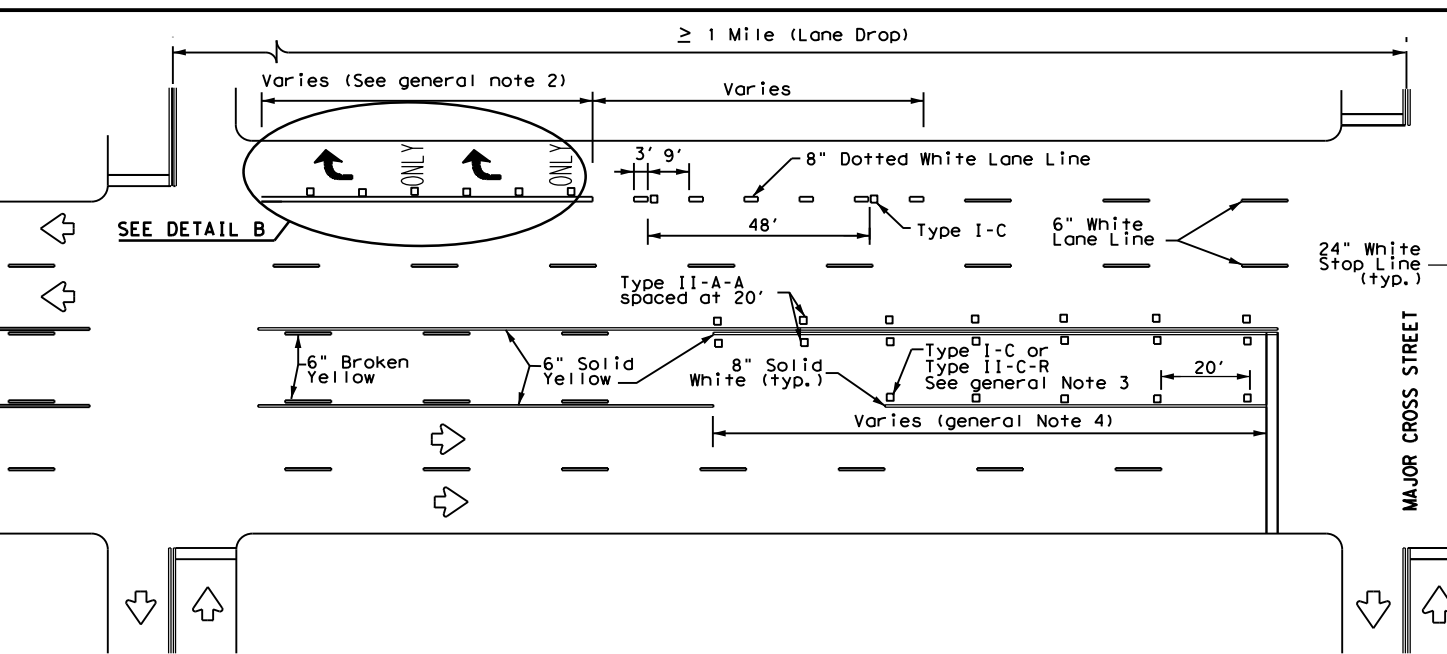 ≥ 1 Mile (Lane Drop)
Varies (See general note 2)
Varies
ONLY
ONLY
3' 9'
8" Dotted White Lane Line
SEE DETAIL B
48'
Type I-C
6" White
Lane Line
24" White
Stop Line
(typ.)
Type II-A-A
spaced at 20'
6" Broken
Yellow
6" Solid
Yellow
8" Solid
White (typ.)
Type I-C or
Type II-C-R
See general Note 3
20'
Varies (general Note 4)
MAJOR CROSS STREET